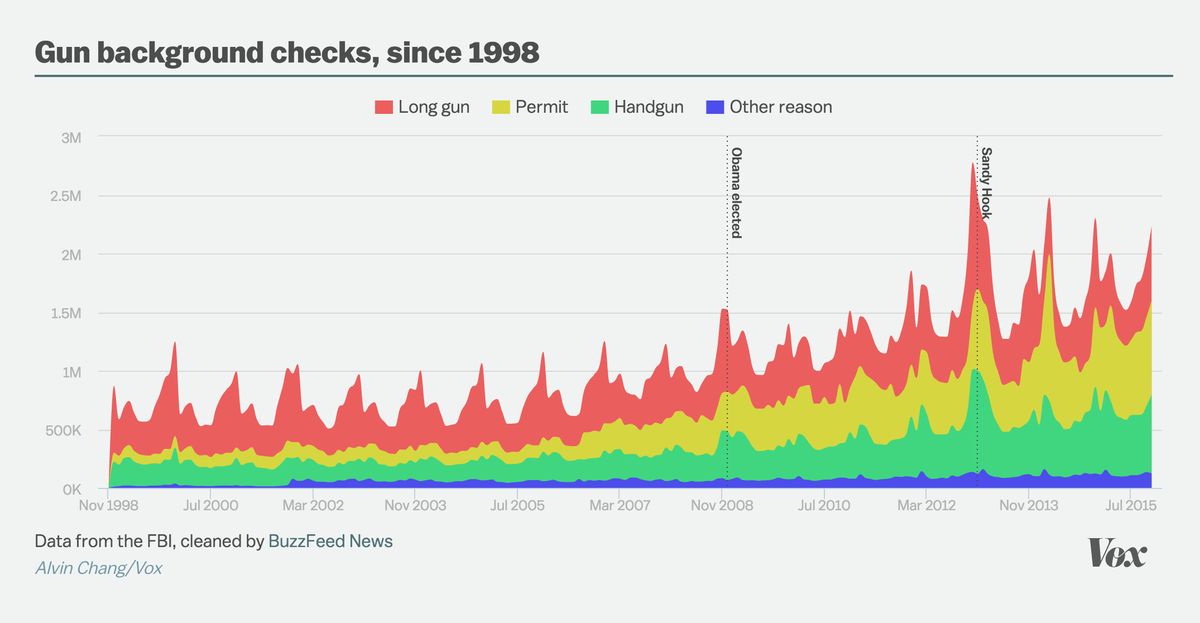 Gun background checks, since 1998
Long gun
Permit
Handgun
Other reason
3M
2.5M
2M
1.5M
1M
500K
0K
Obama elected
Sandy Hook
Nov 1998
Jul 2000
Mar 2002
Nov 2003
Jul 2005
Mar 2007
Nov 2008
Jul 2010
Mar 2012
Nov 2013
Jul 2015
Data from the FBI, cleaned by BuzzFeed News
Alvin Chang/Vox
Vox